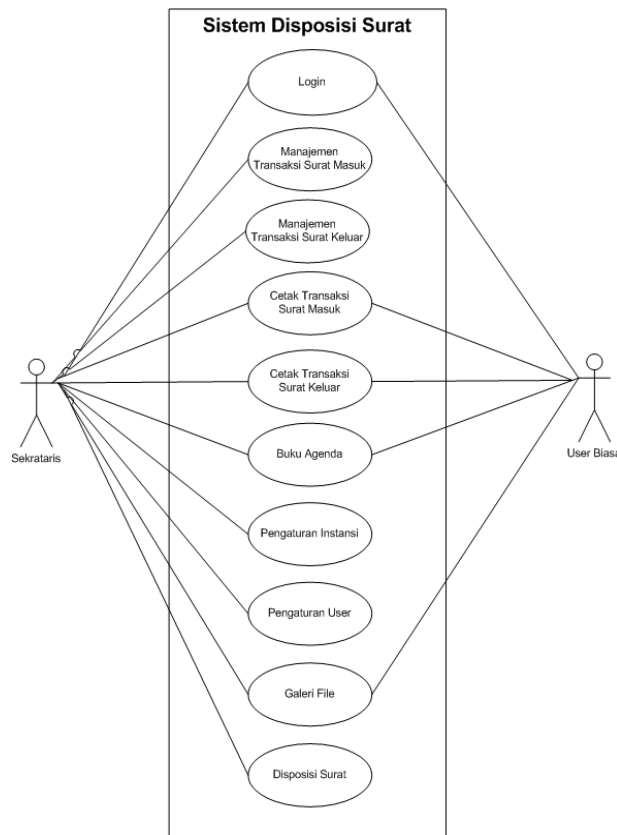 Sistem Disposisi Surat
Login
Manajemen
Transaksi Surat Masuk
Manajemen
Transaksi Surat Keluar
Cetak Transaksi
Surat Masuk
Cetak Transaksi
Surat Keluar
Buku Agenda
Pengaturan Instansi
Pengaturan User
Galeri File
Disposisi Surat
Sekrataris
User Biasa